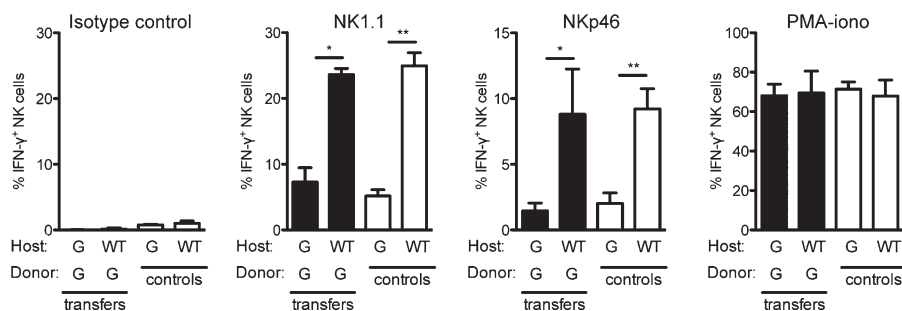 Isotype control
% IFN-γ+ NK cells
30
20
10
0
Host: G WT G WT
Donor: G G controls
transfers
NK1.1
% IFN-γ+ NK cells
30
20
10
0
* **
Host: G WT G WT
Donor: G G controls
transfers
NKp46
% IFN-γ+ NK cells
15
10
5
0
* **
Host: G WT G WT
Donor: G G controls
transfers
PMA-iono
% IFN-γ+ NK cells
100
80
60
40
20
0
Host: G WT G WT
Donor: G G controls
transfers